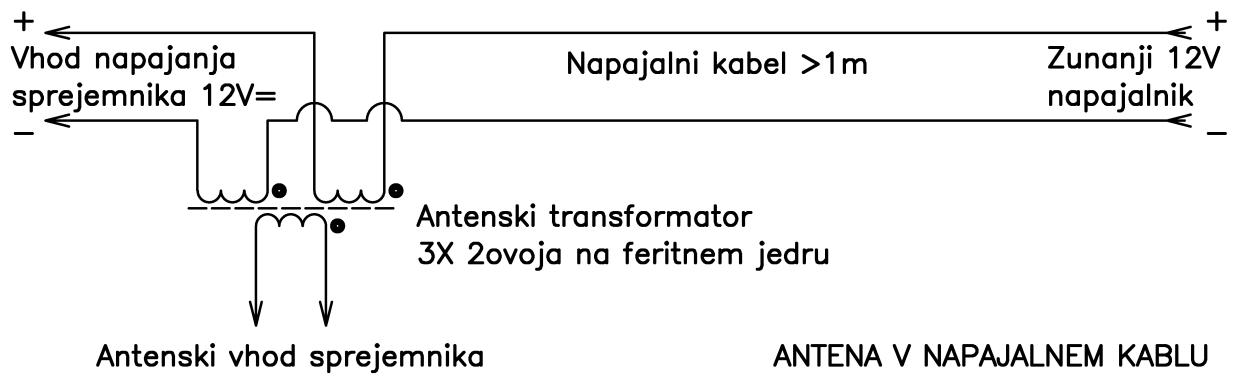 +
Vhod napajanja
sprejemnika 12V=
–
Napajalni kabel >1m
+
Zunanji 12V
napajalnik
–
Antenski transformator
3X 2ovoja na feritnem jedru
Antenski vhod sprejemnika
ANTENA V NAPAJALNEM KABLU